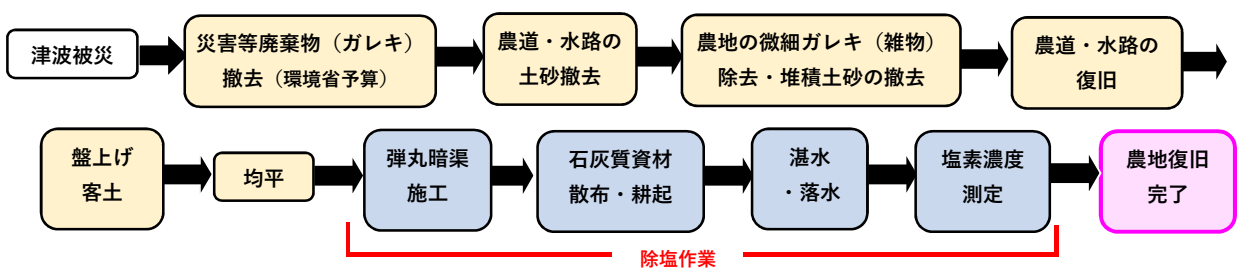 津波被災
災害等廃棄物（ガレキ）
撤去（環境省予算）
農道・水路の
土砂撤去
農地の微細ガレキ（雑物）
除去・堆積土砂の撤去
農道・水路の
復旧
盤上げ
客土
均平
弾丸暗渠
施工
石灰質資材
散布・耕起
湛水
・落水
塩素濃度
測定
農地復旧
完了
除塩作業